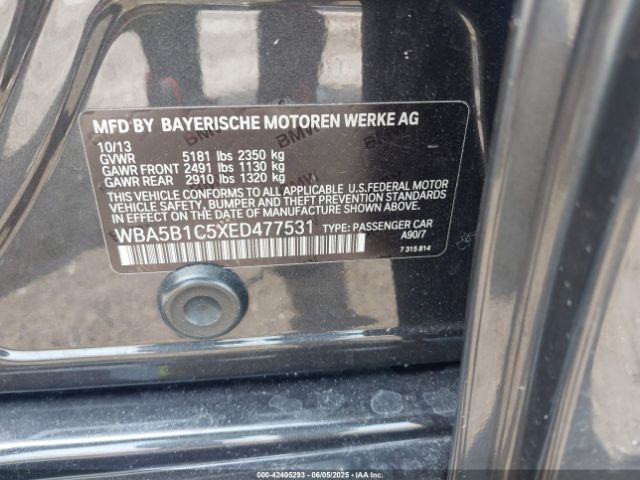 MFD BY BAYERISCHE MOTOREN WERKE AG
10/13
GVWR 5181 lbs 2350 kg
GAWR FRONT 2491 lbs 1130 kg
GAWR REAR 2910 lbs 1320 kg
THIS VEHICLE CONFORMS TO ALL APPLICABLE U.S.FEDERAL MOTOR
VEHICLE SAFETY, BUMPER AND THEFT PREVENTION STANDARDS
IN EFFECT ON THE DATE OF MANUFACTURE SHOWN ABOVE.
WBA5B1C5XED477531 TYPE: PASSENGER CAR
A90/7
7 315 814
000-42405293 - 06/05/2025 - IAAI.COM